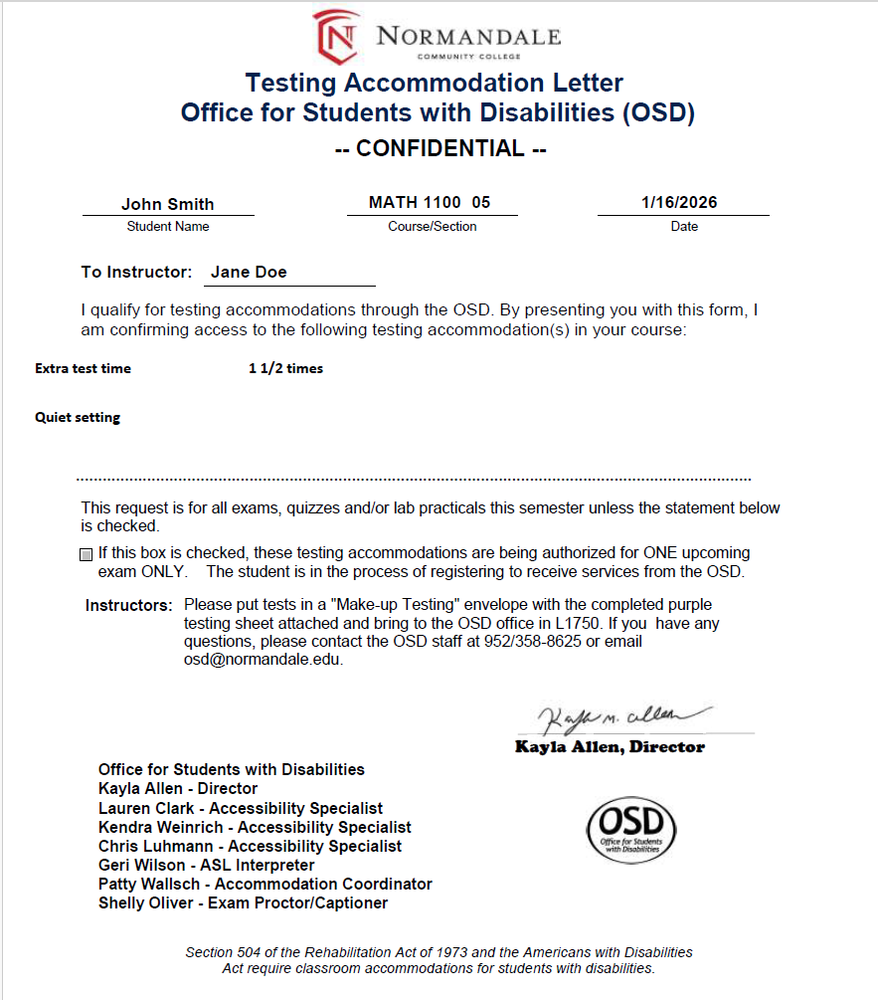 NORMANDALE
COMMUNITY COLLEGE
Testing Accommodation Letter
Office for Students with Disabilities (OSD)
-- CONFIDENTIAL --
John Smith MATH 1100 05 1/16/2026
Student Name Course/Section Date
To Instructor: Jane Doe
I qualify for testing accommodations through the OSD. By presenting you with this form, I
am confirming access to the following testing accommodation(s) in your course:
Extra test time 1 1/2 times
Quiet setting
This request is for all exams, quizzes and/or lab practicals this semester unless the statement below
is checked.
If this box is checked, these testing accommodations are being authorized for ONE upcoming
exam ONLY. The student is in the process of registering to receive services from the OSD.
Instructors: Please put tests in a "Make-up Testing" envelope with the completed purple
testing sheet attached and bring to the OSD office in L1750. If you have any
questions, please contact the OSD staff at 952/358-8625 or email
osd@normandale.edu.
Kayla M. Allen
Kayla Allen, Director
Office for Students with Disabilities
Kayla Allen - Director
Lauren Clark - Accessibility Specialist
Kendra Weinrich - Accessibility Specialist
Chris Luhmann - Accessibility Specialist
Geri Wilson - ASL Interpreter
Patty Wallsch - Accommodation Coordinator
Shelly Oliver - Exam Proctor/Captioner
OSD
Office for Students
with Disabilities
Section 504 of the Rehabilitation Act of 1973 and the Americans with Disabilities
Act require classroom accommodations for students with disabilities.